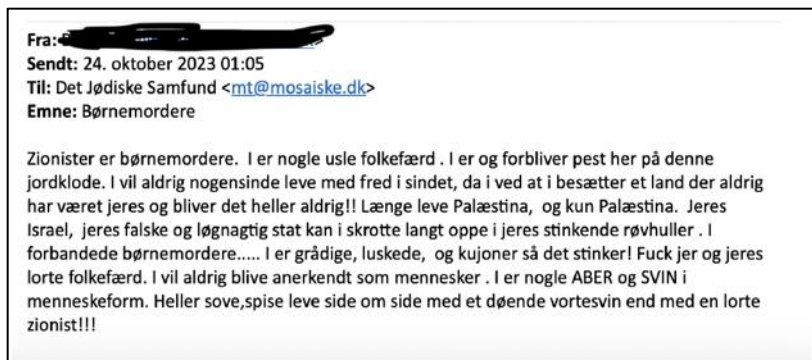 Fra:
Sendt: 24. oktober 2023 01:05
Til: Det Jødiske Samfund <mt@mosaiske.dk>
Emne: Børnemordere
Zionister er børnemordere. I er nogle usle folkefærd . I er og forbliver pest her på denne
jordklode. I vil aldrig nogensinde leve med fred i sindet, da i ved at i besætter et land der aldrig
har været jeres og bliver det heller aldrig!! Længe leve Palæstina, og kun Palæstina. Jeres
Israel, jeres falske og løgnagtig stat kan i skrotte langt oppe i jeres stinkende røvhuller . I
forbandede børnemordere..... I er grådige, luskede, og kujoner så det stinker! Fuck jer og jeres
lorte folkefærd. I vil aldrig blive anerkendt som mennesker . I er nogle ABER og SVIN i
menneskeform. Heller sove,spise leve side om side med et døende vortesvin end med en lorte
zionist!!!